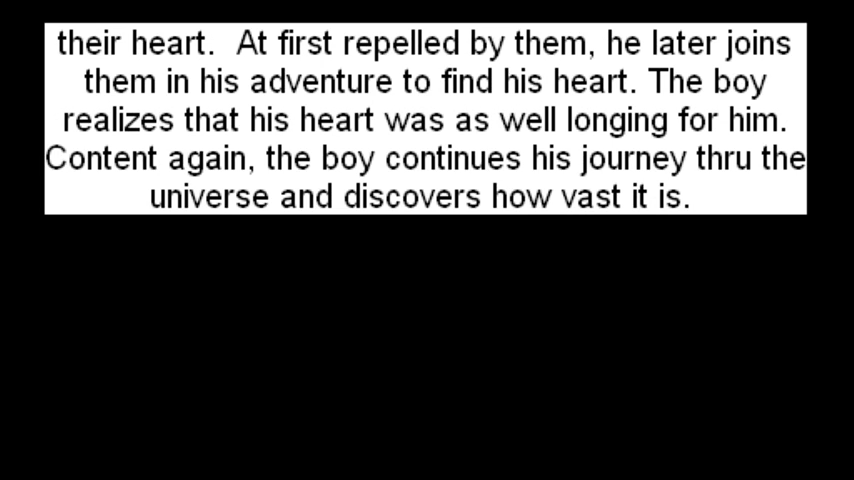 their heart.  At first repelled by them, he later joins
them in his adventure to find his heart. The boy
realizes that his heart was as well longing for him.
Content again, the boy continues his journey thru the
universe and discovers how vast it is.